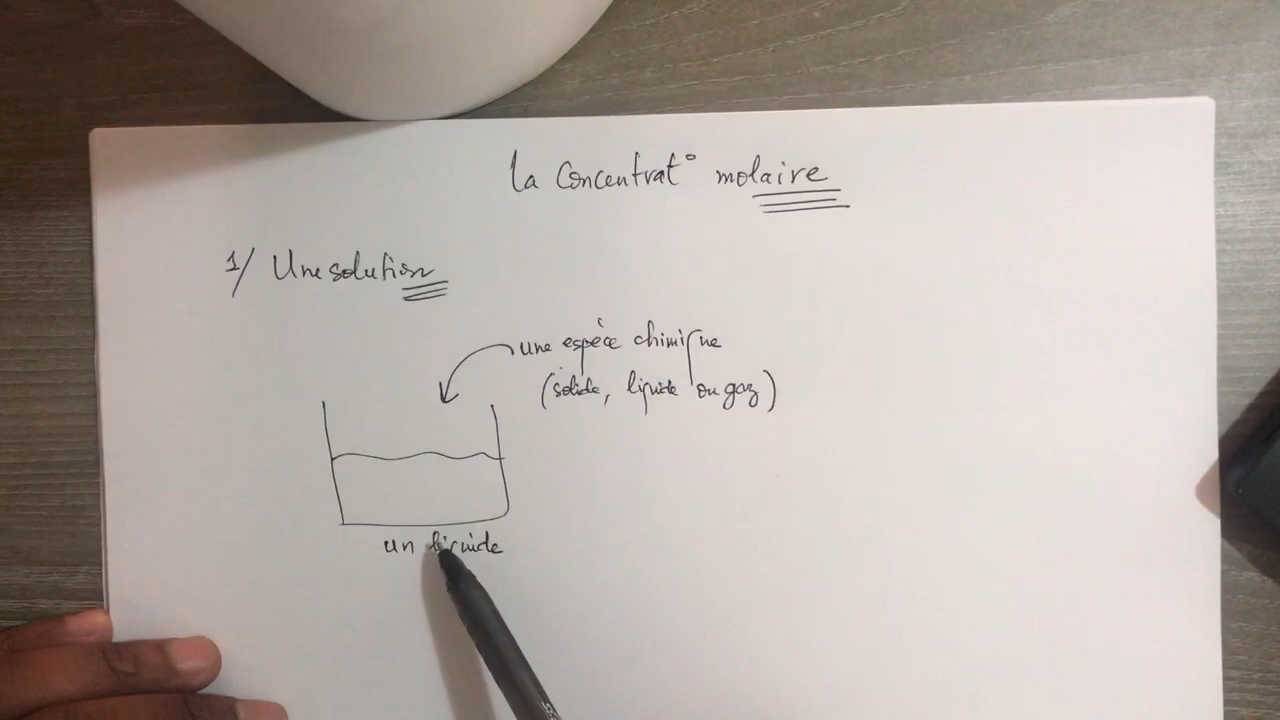 la Concentrat° molaire
1/ Une solution
une espèce chimique
(solide, liquide ou gaz)
un liquide